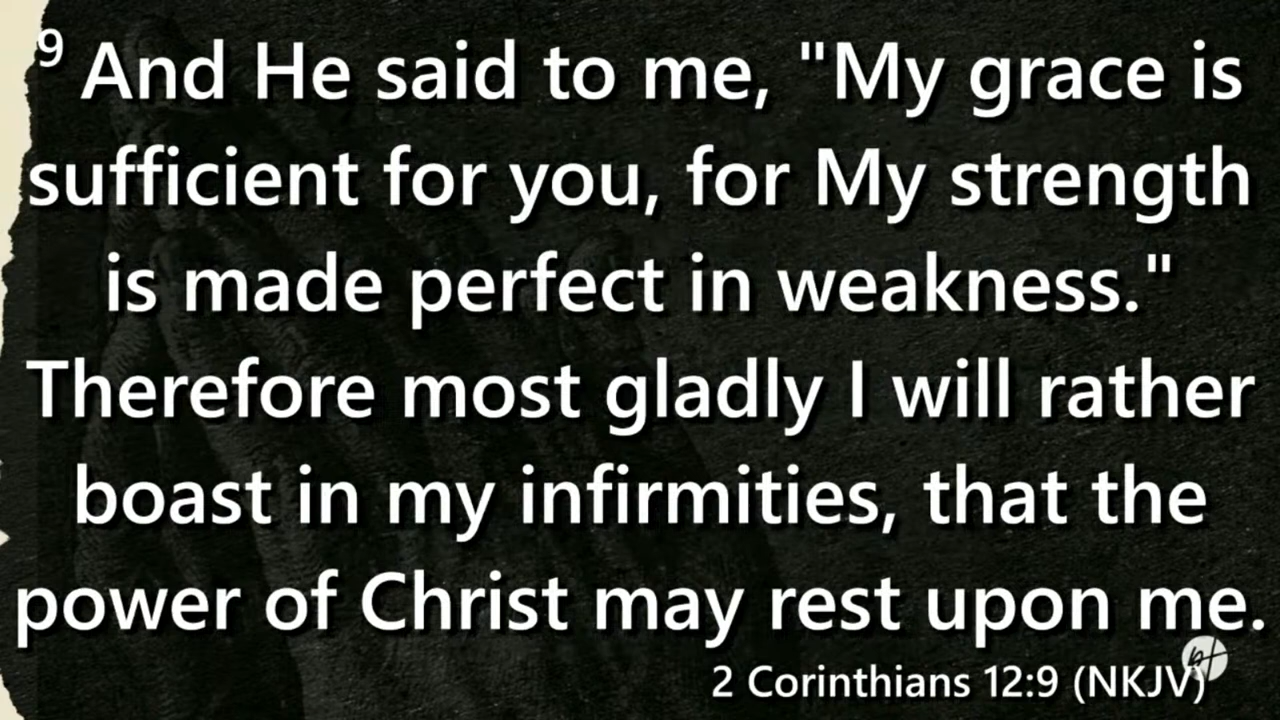 9 And He said to me, "My grace is
sufficient for you, for My strength
is made perfect in weakness."
Therefore most gladly I will rather
boast in my infirmities, that the
power of Christ may rest upon me.
2 Corinthians 12:9 (NKJV)